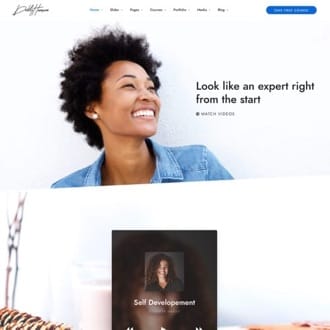 Home Slider Pages Courses Portfolio Media Blog
TAKE FREE COURSE
Look like an expert right
from the start
WATCH VIDEOS
Self Developement